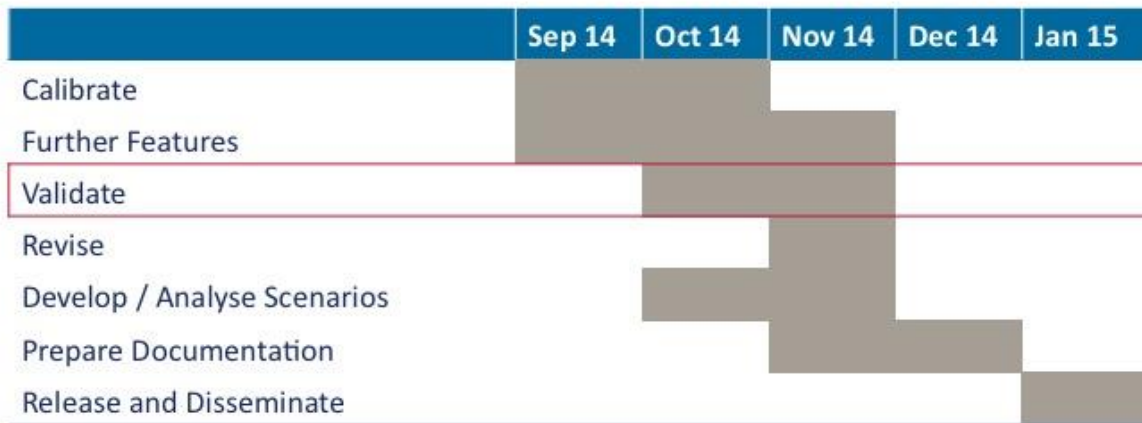 Sep 14 Oct 14 Nov 14 Dec 14 Jan 15
Calibrate
Further Features
Validate
Revise
Develop / Analyse Scenarios
Prepare Documentation
Release and Disseminate